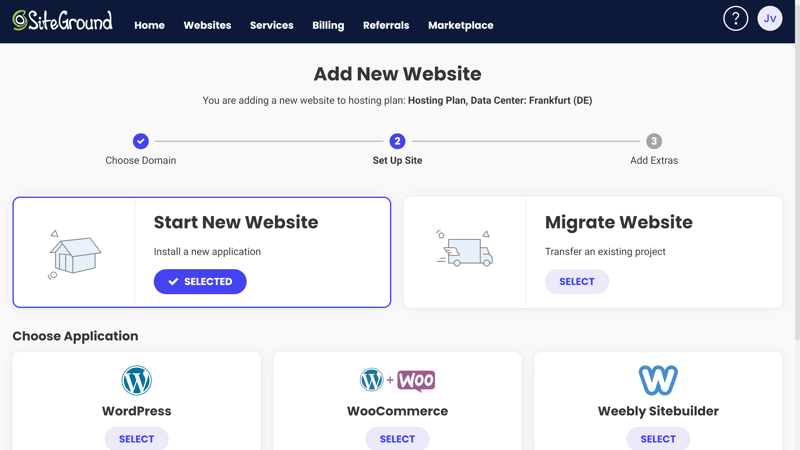 SiteGround Home Websites Services Billing Referrals Marketplace ? Jv
Add New Website
You are adding a new website to hosting plan: Hosting Plan, Data Center: Frankfurt (DE)
2 3
Choose Domain Set Up Site Add Extras
Start New Website
Install a new application
SELECTED
Migrate Website
Transfer an existing project
SELECT
Choose Application
W W + WOO W
WordPress WooCommerce Weebly Sitebuilder
SELECT SELECT SELECT